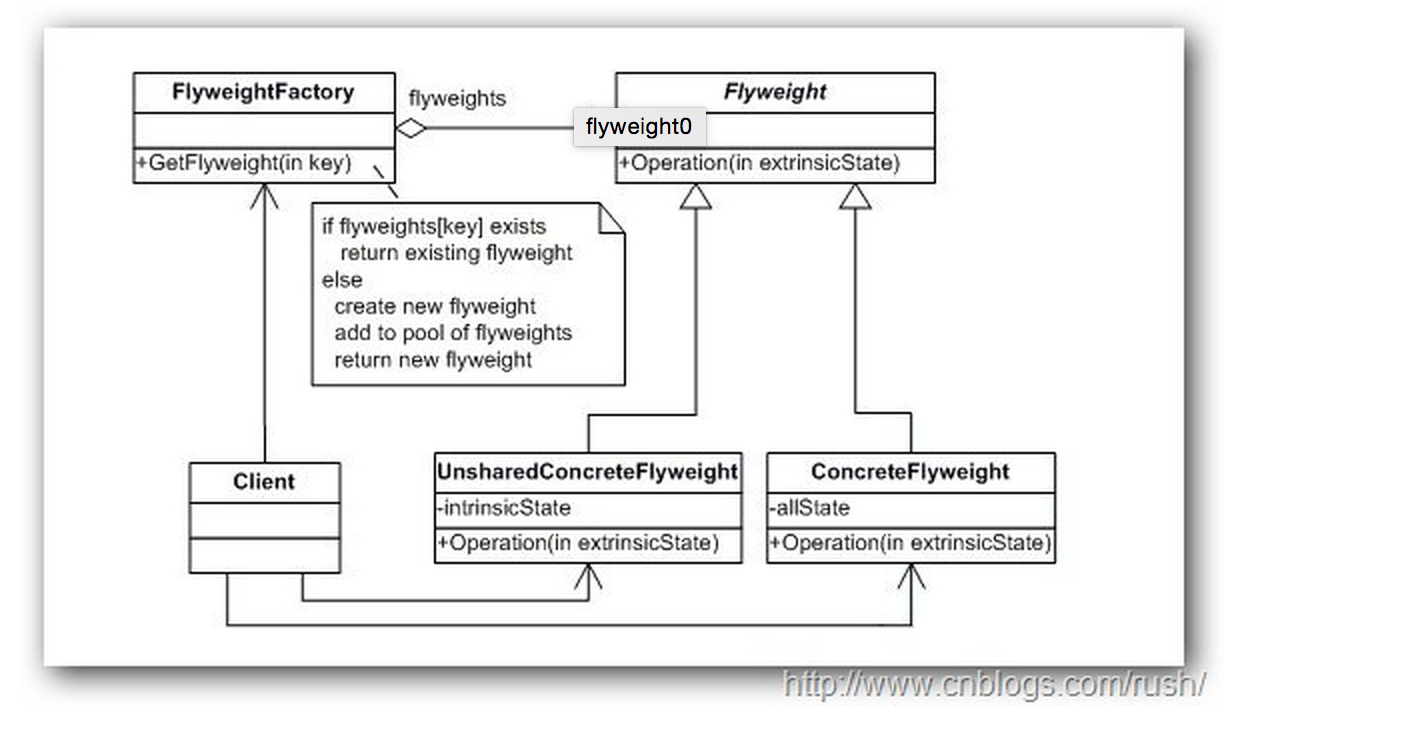 FlyweightFactory
flyweights
Flyweight
flyweight0
+GetFlyweight(in key)
+Operation(in extrinsicState)
if flyweights[key] exists
return existing flyweight
else
create new flyweight
add to pool of flyweights
return new flyweight
Client
UnsharedConcreteFlyweight
-intrinsicState
+Operation(in extrinsicState)
ConcreteFlyweight
-allState
+Operation(in extrinsicState)
http://www.cnblogs.com/rush/